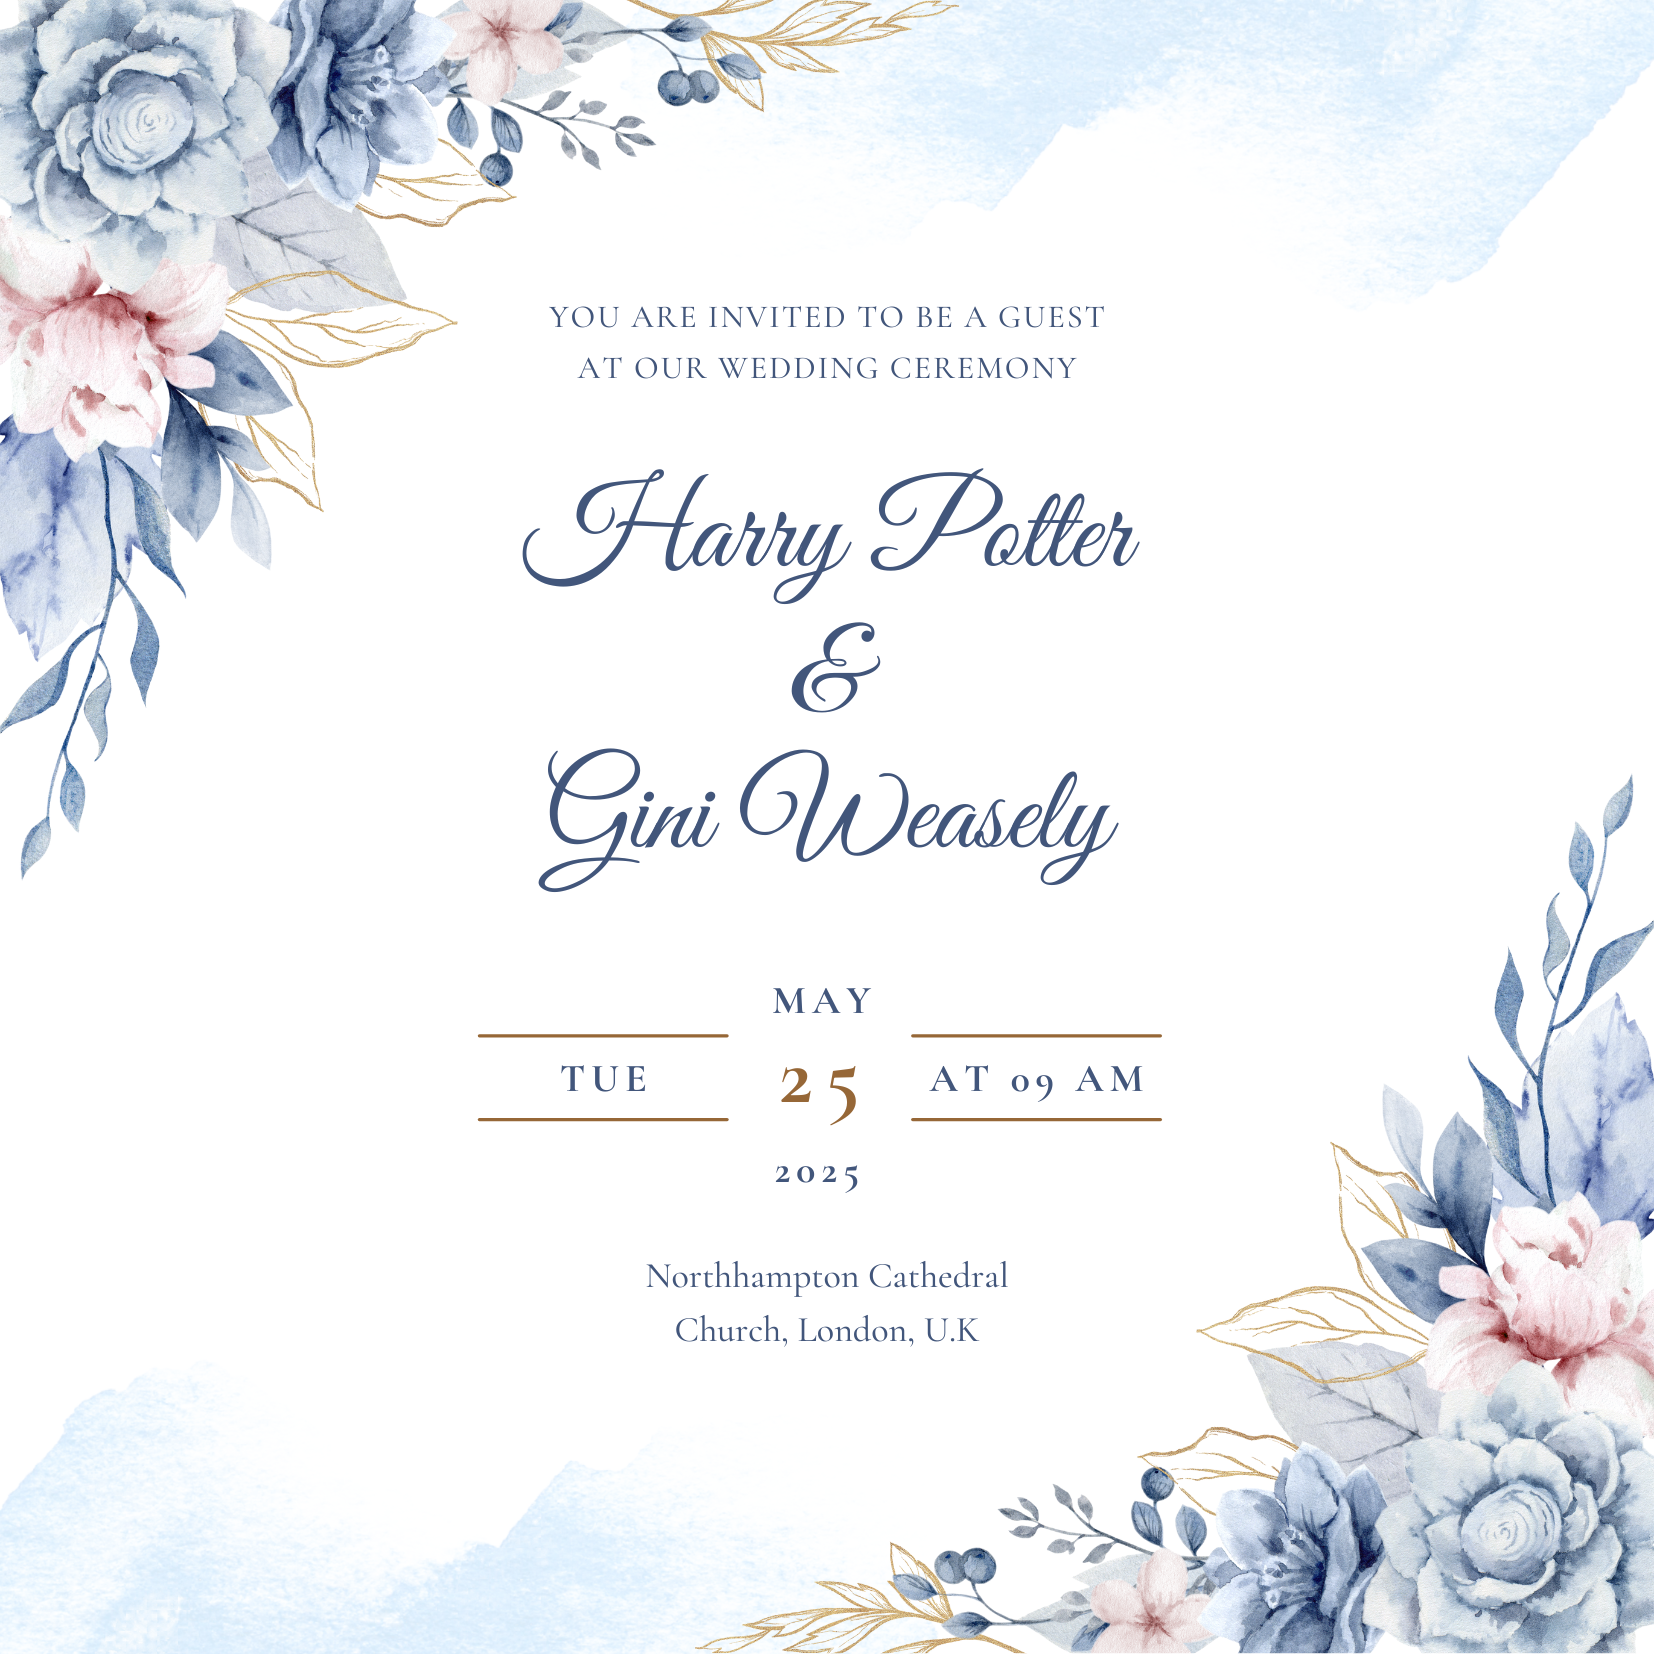 YOU ARE INVITED TO BE A GUEST
AT OUR WEDDING CEREMONY
Harry Potter
&
Gini Weasely
MAY
TUE 25 AT 09 AM
2025
Northhampton Cathedral
Church, London, U.K